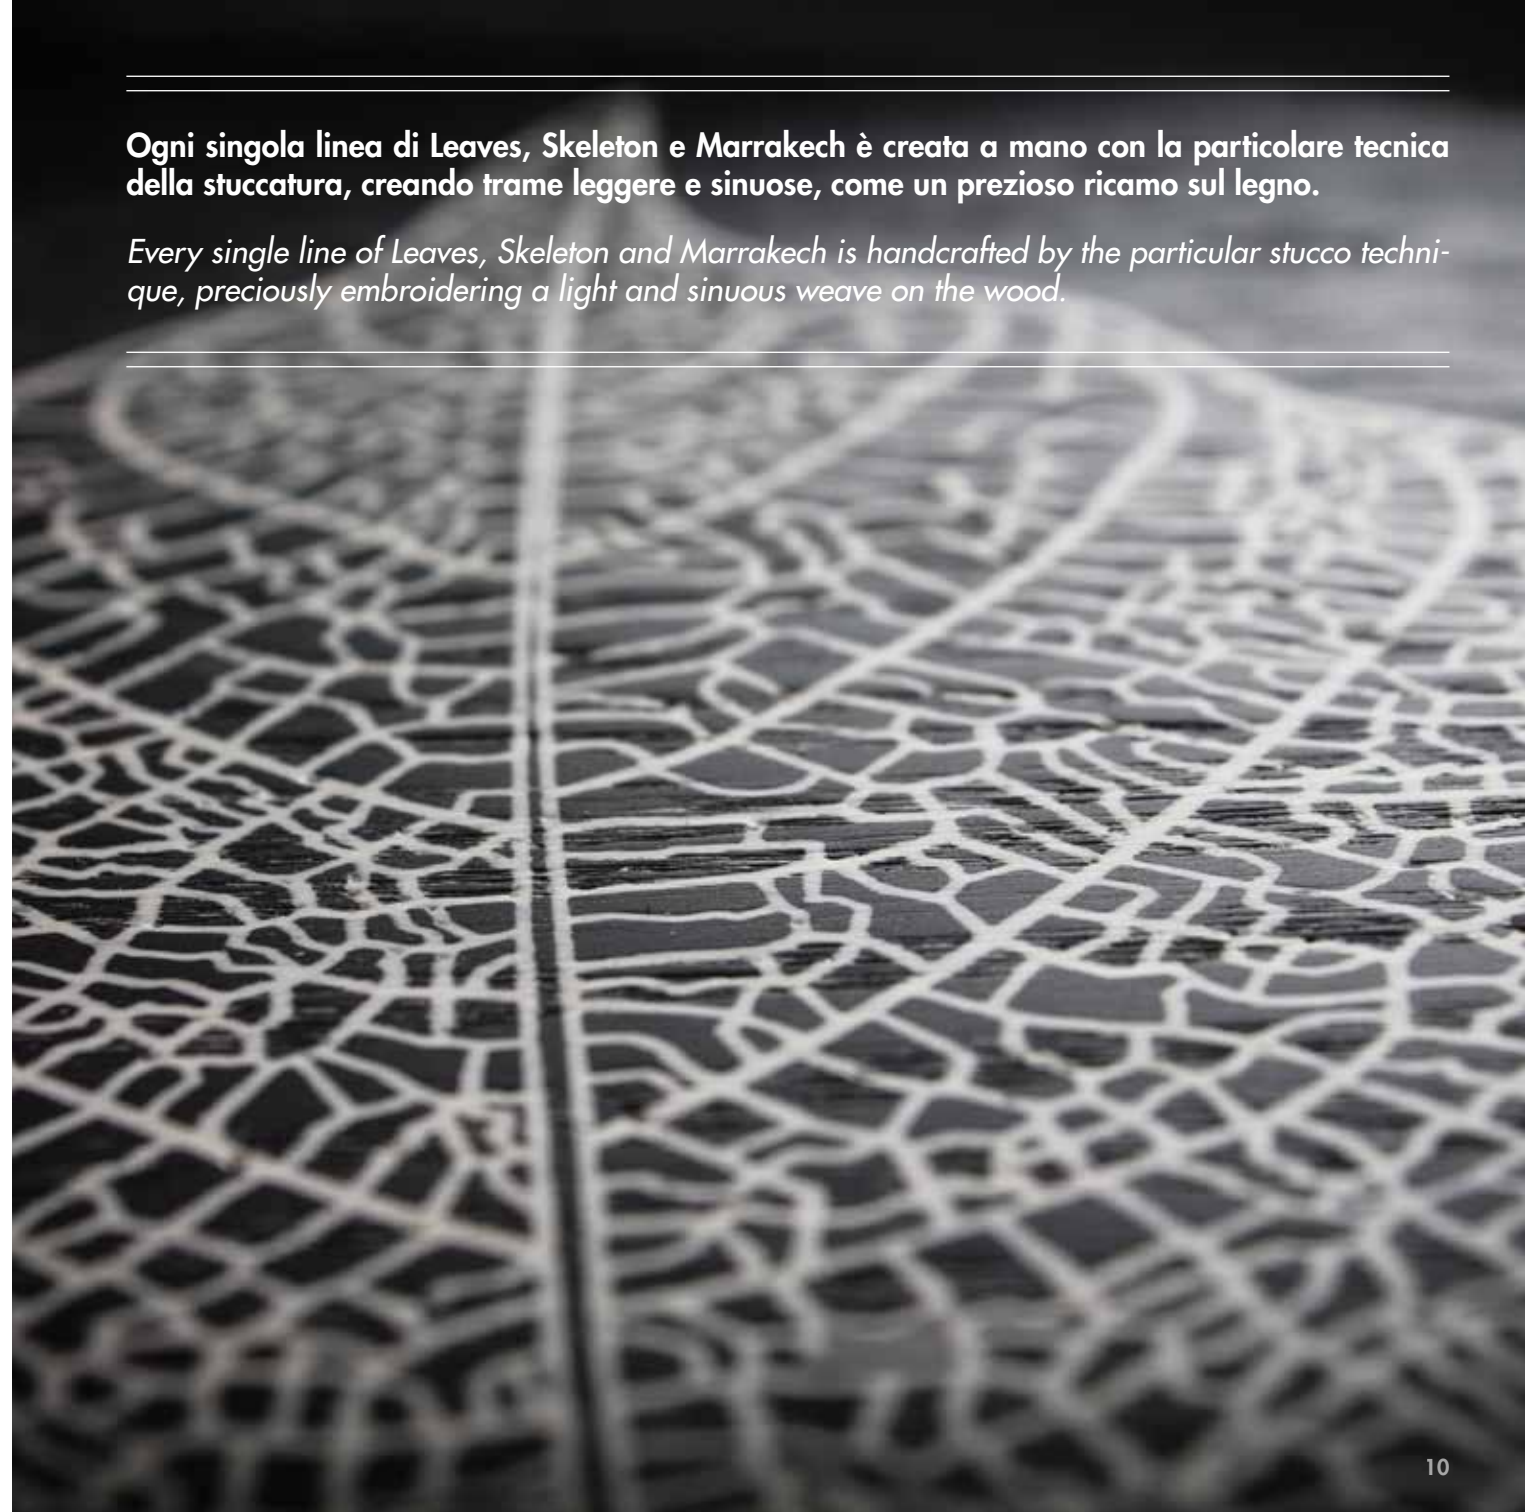 Ogni singola linea di Leaves, Skeleton e Marrakech è creata a mano con la particolare tecnica
della stuccatura, creando trame leggere e sinuose, come un prezioso ricamo sul legno.
Every single line of Leaves, Skeleton and Marrakech is handcrafted by the particular stucco techni-
que, preciously embroidering a light and sinuous weave on the wood.
10